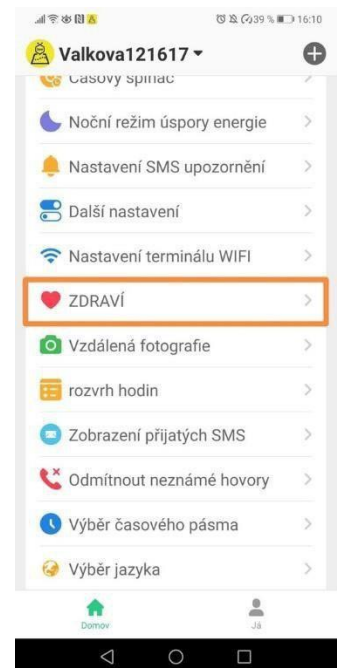 39 % 16:10
Valkova121617
Časový spínač
Noční režim úspory energie
Nastavení SMS upozornění
Další nastavení
Nastavení terminálu WIFI
ZDRAVÍ
Vzdálená fotografie
rozvrh hodin
Zobrazení přijatých SMS
Odmítnout neznámé hovory
Výběr časového pásma
Výběr jazyka
Domov
Já